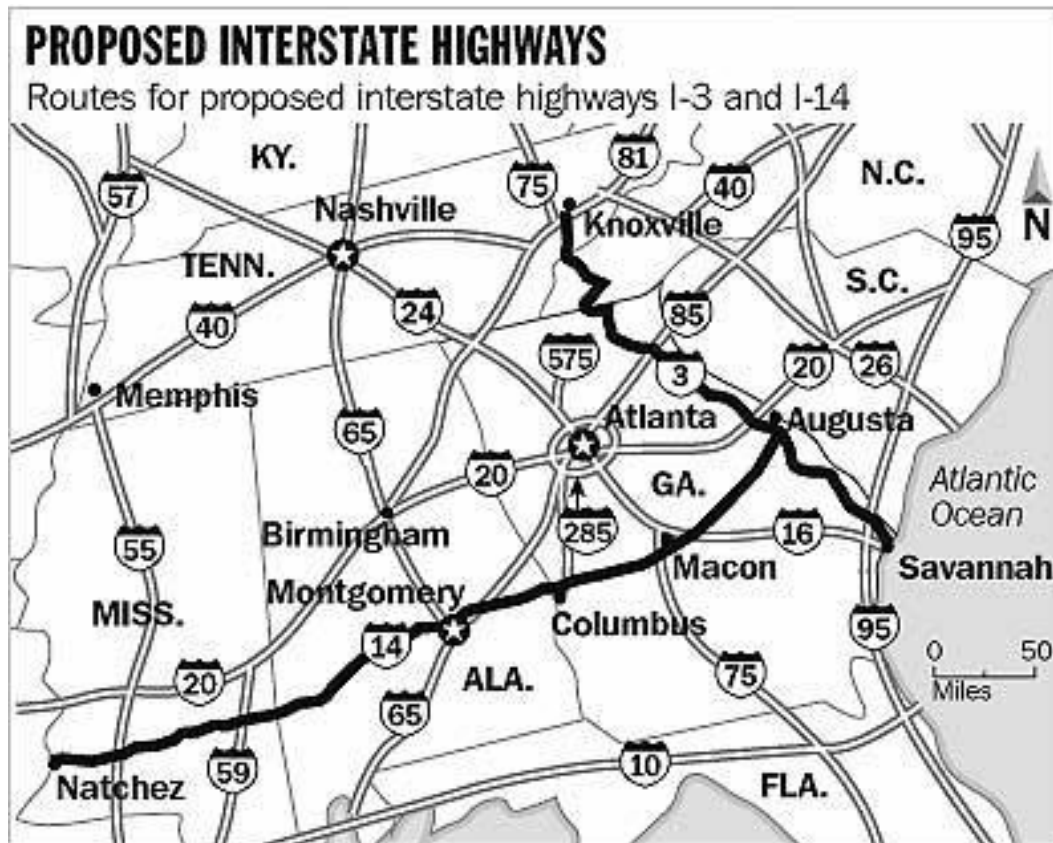 PROPOSED INTERSTATE HIGHWAYS
Routes for proposed interstate highways I-3 and I-14
KY.
81
N.C.
57
75
40
Nashville
Knoxville
95
N
TENN.
S.C.
40
24
85
575
3
20
26
Memphis
Atlanta
Augusta
65
20
GA.
Atlantic
Ocean
Birmingham
285
16
55
Macon
Savannah
Montgomery
MISS.
Columbus
14
95
0
50
Miles
20
ALA.
75
65
59
10
Natchez
FLA.